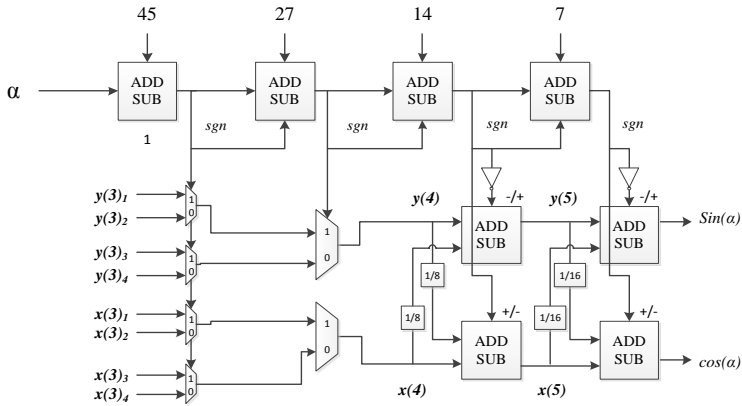 45 27 14 7
α ADD SUB ADD SUB ADD SUB ADD SUB
1
sgn sgn sgn sgn
y(3)₁ 1
y(3)₂ 0
y(4) -/+ y(5) -/+
1 ADD SUB ADD SUB Sin(α)
y(3)₃ 1 0
y(3)₄ 0
1/8 1/16
x(3)₁ 1
x(3)₂ 0
1 1/8 +/- 1/16 +/-
0 ADD SUB ADD SUB cos(α)
x(3)₃ 1
x(3)₄ 0
x(4) x(5)